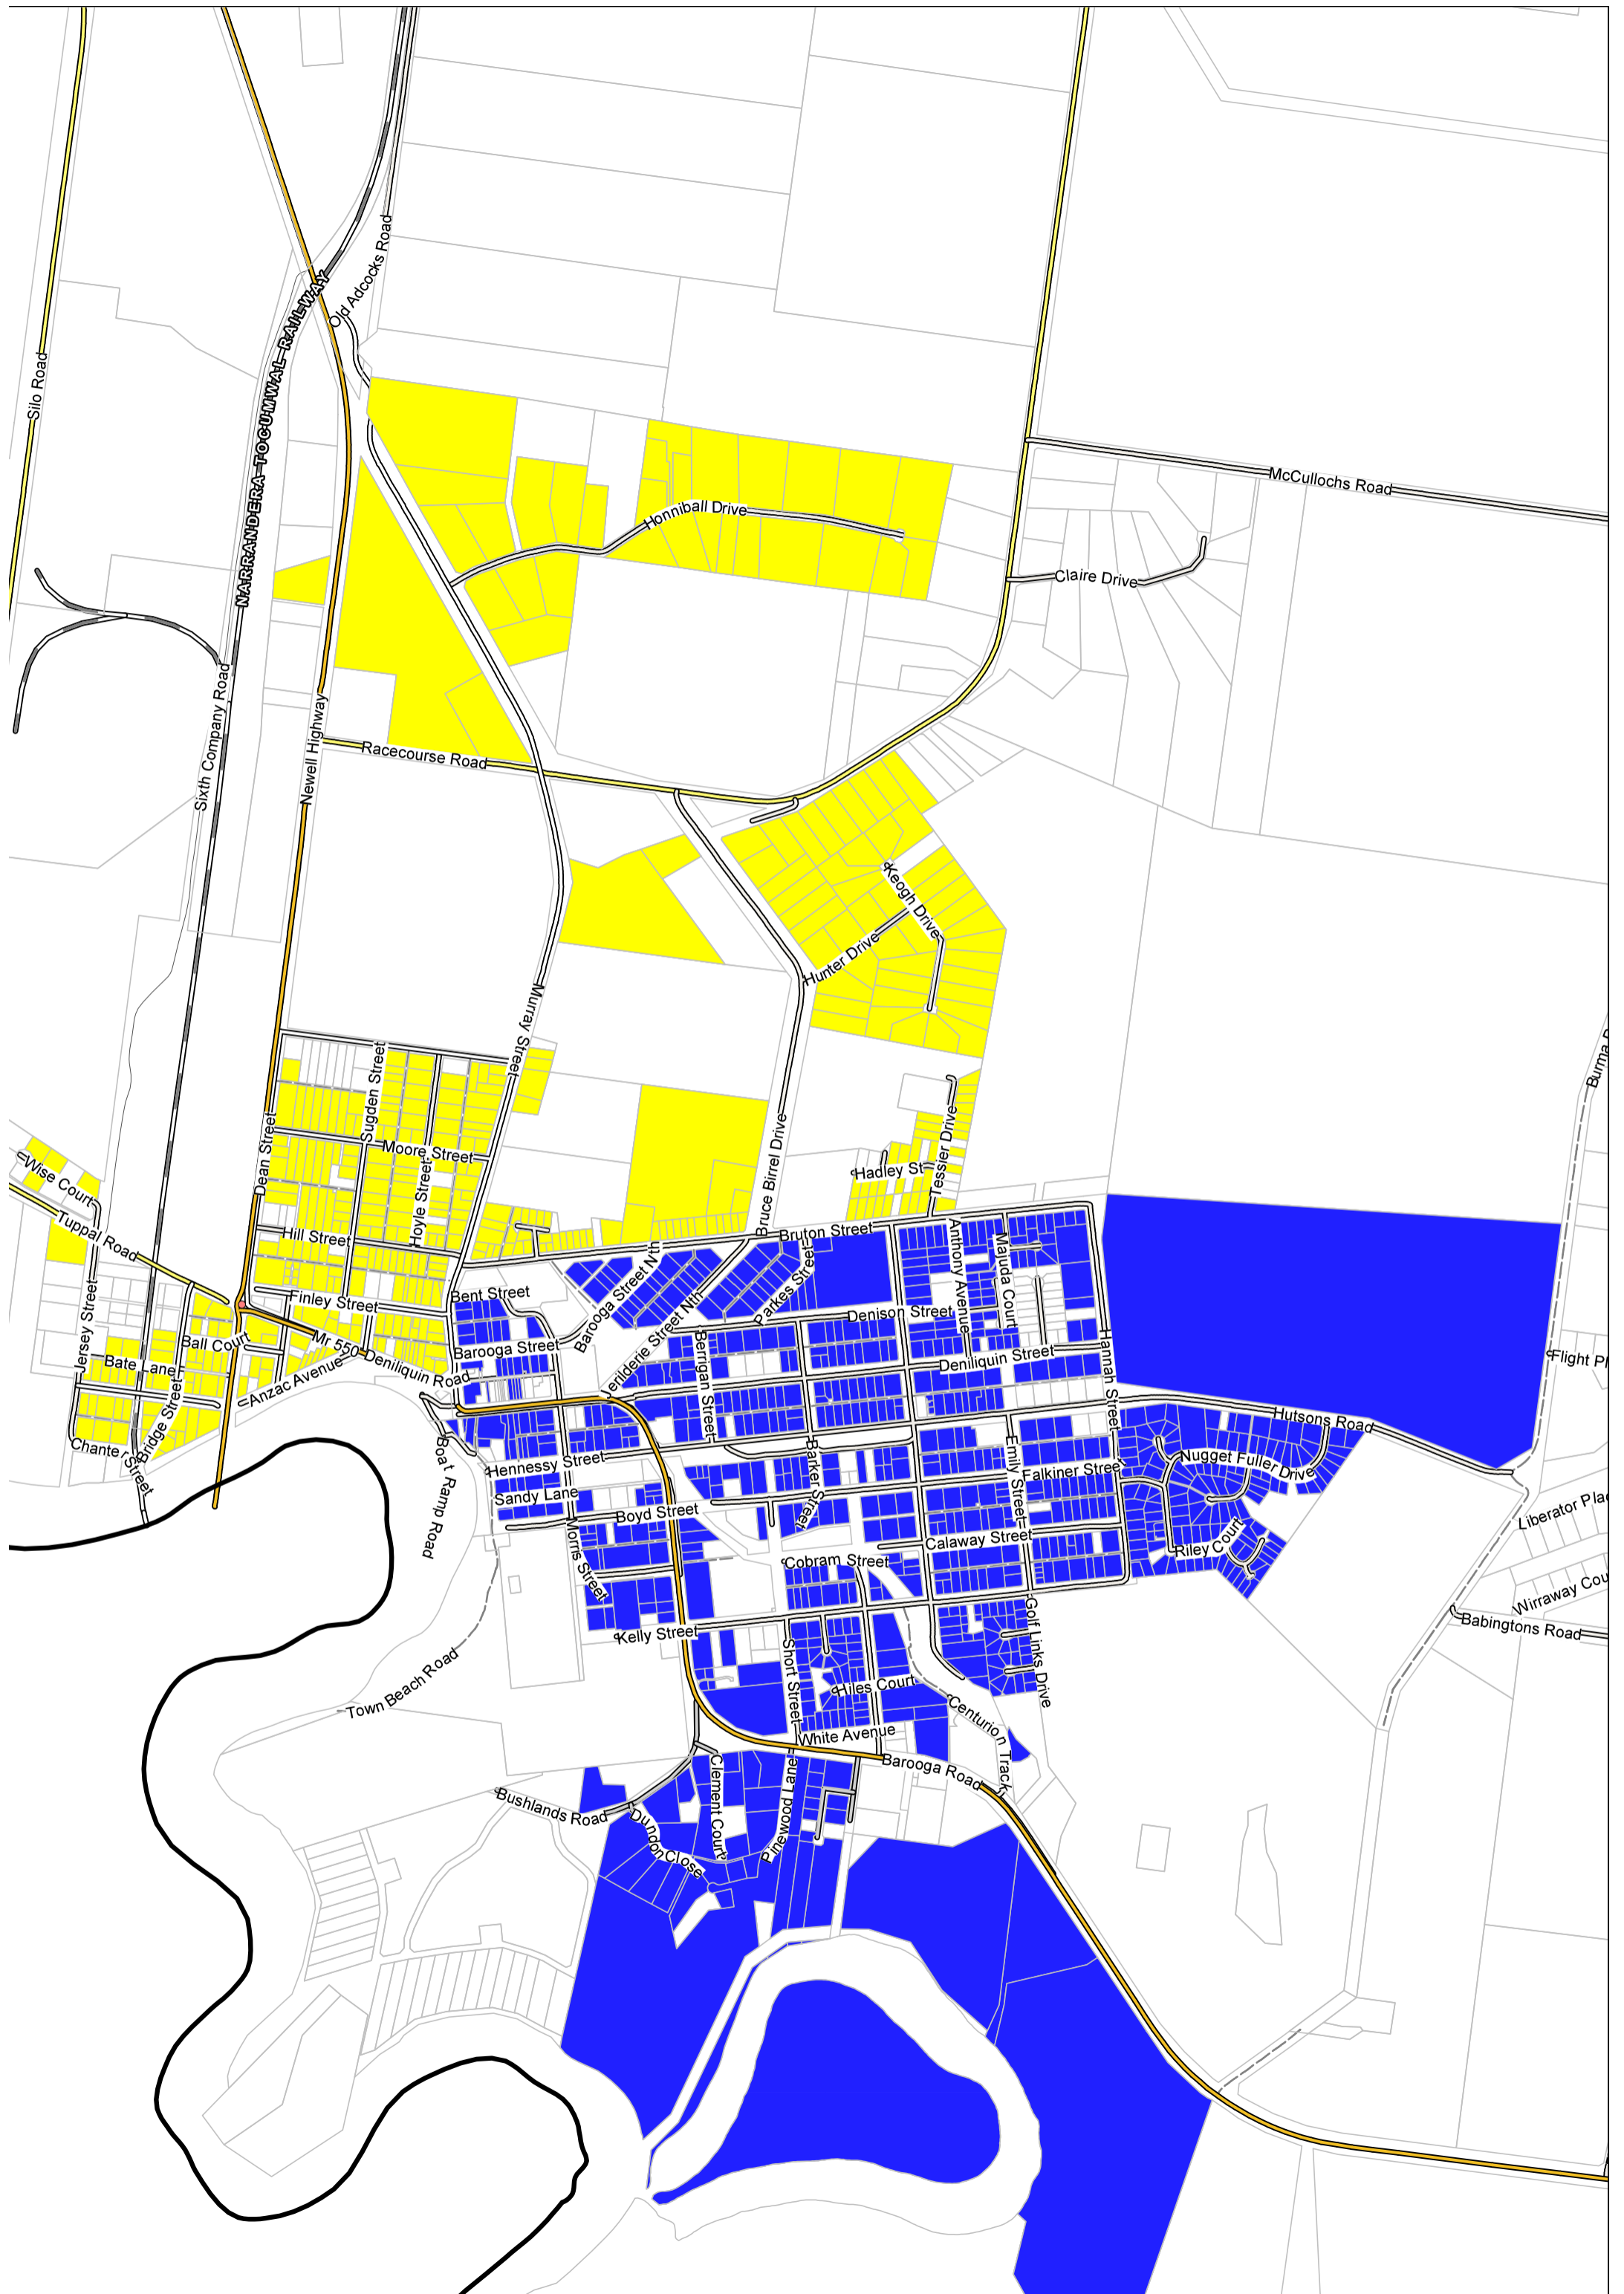 Old Adcocks Road
NARRANDERA-TOCUMWAL RAILWAY
Silo Road
McCullochs Road
Honniball Drive
Claire Drive
Sixth Company Road
Newell Highway
Racecourse Road
Keogh Drive
Hunter Drive
Murray Street
Burma
Sugden Street
Dean Street
Moore Street
Hoyle Street
Bruce Birrel Drive
Tessier Drive
Hadley St
Wise Court
Tuppal Road
Hill Street
Bruton Street
Anthony Avenue
Majuda Court
Barooga Street Nth
Parkes Street
Bent Street
Finley Street
Jersey Street
Denison Street
Jerilderie Street Nth
Ball Court
Mr 550 Deniliquin Road
Barooga Street
Berrigan Street
Deniliquin Street
Hannah Street
Flight Pl
Bate Lane
Anzac Avenue
Bridge Street
Hutsons Road
Chanter Street
Boat Ramp Road
Hennessy Street
Barker Street
Emily Street
Falkiner Street
Nugget Fuller Drive
Sandy Lane
Boyd Street
Liberator Plac
Morris Street
Calaway Street
Riley Court
Cobram Street
Wirraway Cou
Golf Links Drive
Babingtons Road
Kelly Street
Short Street
Town Beach Road
Hiles Court
Centurion Track
White Avenue
Barooga Road
Clement Court
Pinewood Lane
Bushlands Road
Dundon Close